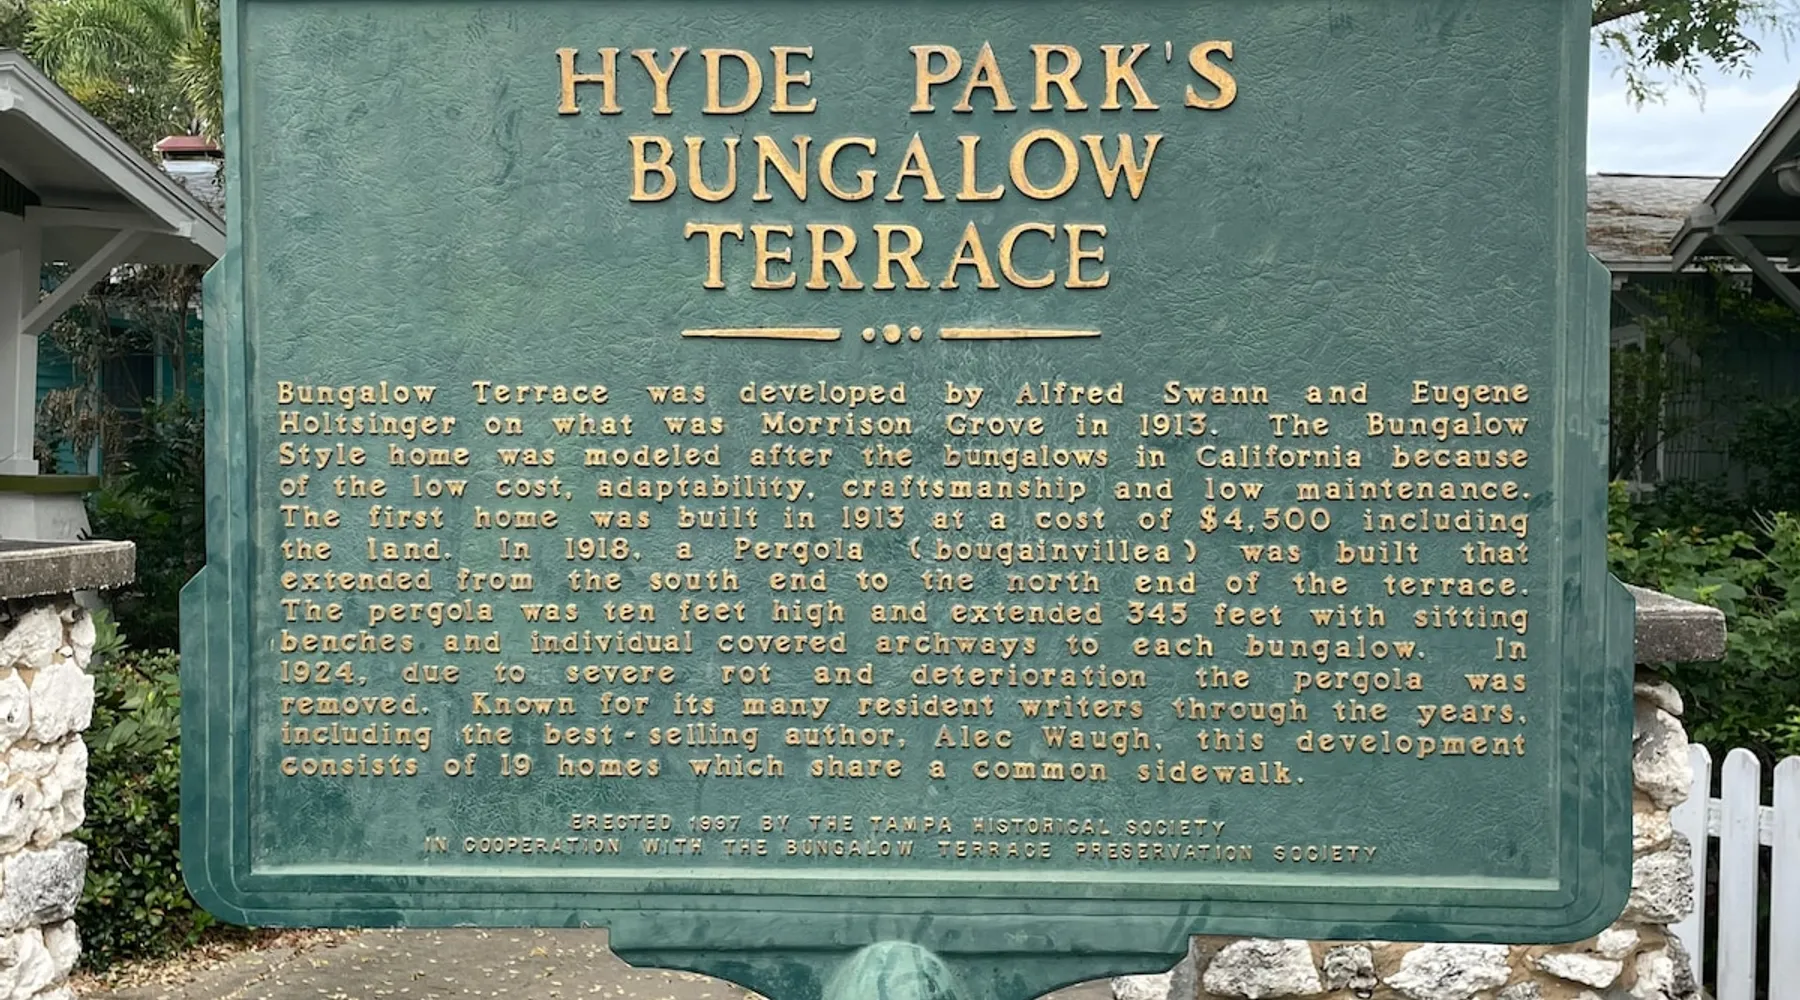 HYDE PARK'S
BUNGALOW
TERRACE
Bungalow Terrace was developed by Alfred Swann and Eugene
Holtsinger on what was Morrison Grove in 1913. The Bungalow
Style home was modeled after the bungalows in California because
of the low cost, adaptability, craftsmanship and low maintenance.
The first home was built in 1913 at a cost of $4,500 including
the land. In 1918, a Pergola (bougainvillea) was built that
extended from the south end to the north end of the terrace.
The pergola was ten feet high and extended 345 feet with sitting
benches and individual covered archways to each bungalow. In
1924, due to severe rot and deterioration the pergola was
removed. Known for its many resident writers through the years,
including the best-selling author, Alec Waugh, this development
consists of 19 homes which share a common sidewalk.
ERECTED 1997 BY THE TAMPA HISTORICAL SOCIETY
IN COOPERATION WITH THE BUNGALOW TERRACE PRESERVATION SOCIETY